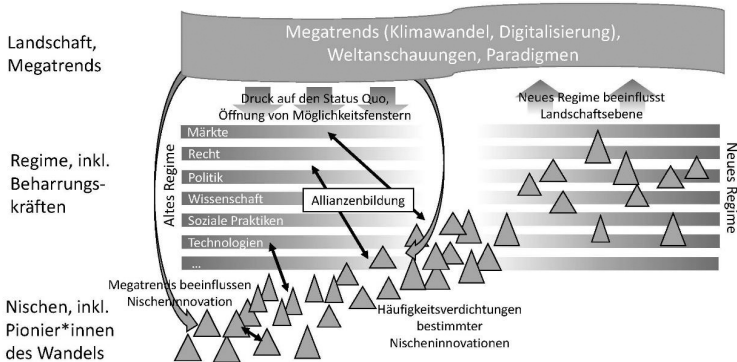 Landschaft,
Megatrends
Megatrends (Klimawandel, Digitalisierung),
Weltanschauungen, Paradigmen
Druck auf den Status Quo,
Öffnung von Möglichkeitsfenstern
Neues Regime beeinflusst
Landschaftsebene
Regime, inkl.
Beharrungs-
kräften
Altes Regime
Märkte
Recht
Politik
Wissenschaft
Soziale Praktiken
Technologien
...
Allianzenbildung
Neues Regime
Nischen, inkl.
Pionier*innen
des Wandels
Megatrends beeinflussen
Nischeninnovation
Häufigkeitsverdichtungen
bestimmter
Nischeninnovationen